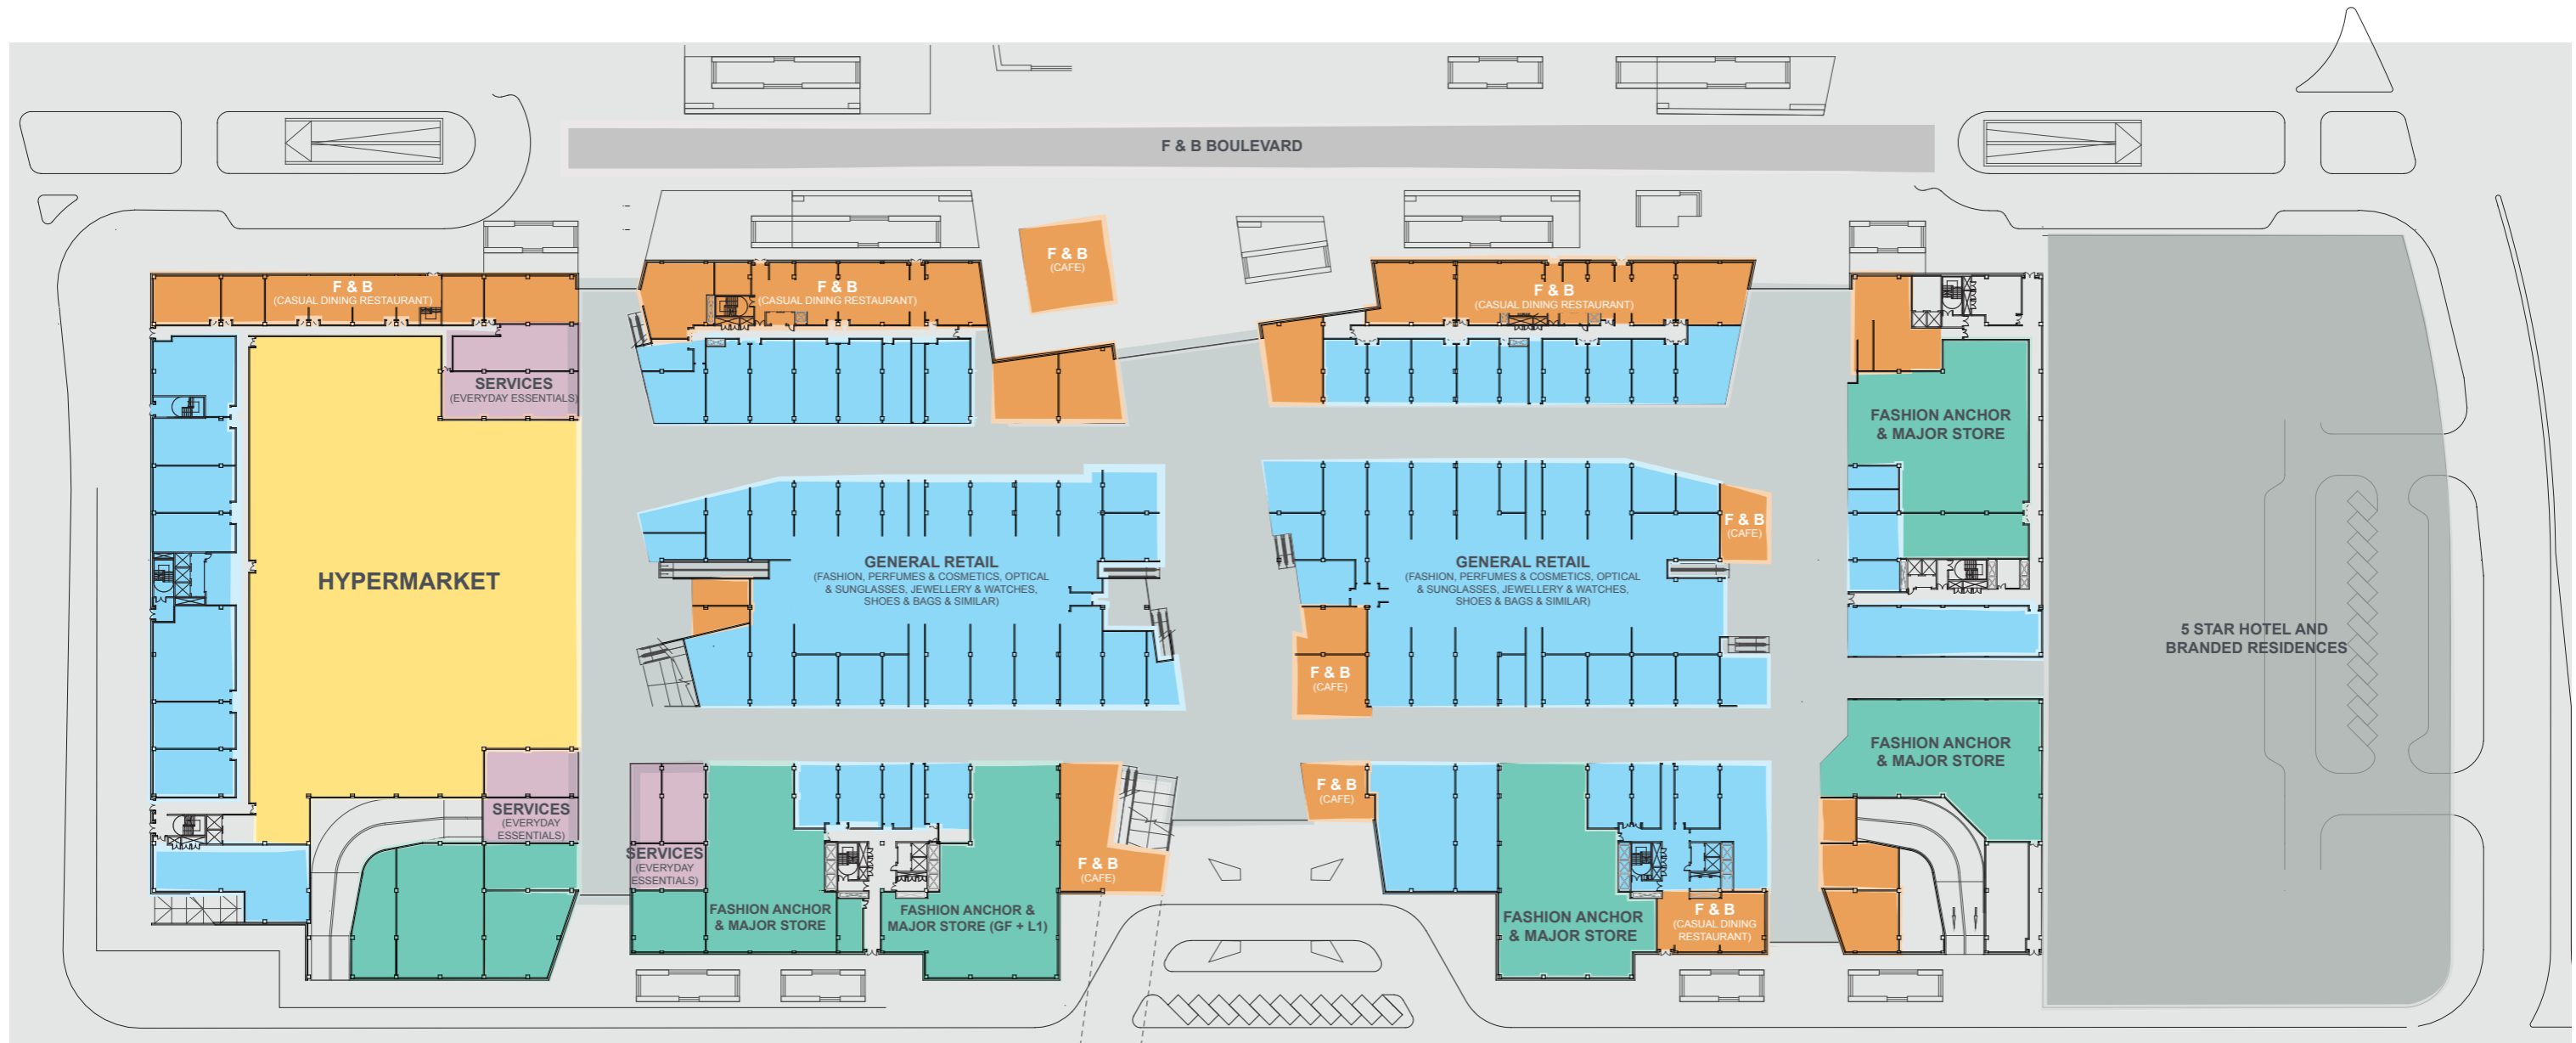 F & B BOULEVARD
F & B
(CAFE)
F & B
(CASUAL DINING RESTAURANT)
F & B
(CASUAL DINING RESTAURANT)
F & B
(CASUAL DINING RESTAURANT)
SERVICES
(EVERYDAY ESSENTIALS)
FASHION ANCHOR
& MAJOR STORE
F & B
(CAFE)
HYPERMARKET
GENERAL RETAIL
(FASHION, PERFUMES & COSMETICS, OPTICAL
& SUNGLASSES, JEWELLERY & WATCHES,
SHOES & BAGS & SIMILAR)
GENERAL RETAIL
(FASHION, PERFUMES & COSMETICS, OPTICAL
& SUNGLASSES, JEWELLERY & WATCHES,
SHOES & BAGS & SIMILAR)
5 STAR HOTEL AND
BRANDED RESIDENCES
F & B
(CAFE)
FASHION ANCHOR
& MAJOR STORE
F & B
(CAFE)
SERVICES
(EVERYDAY
ESSENTIALS)
SERVICES
(EVERYDAY
ESSENTIALS)
F & B
(CAFE)
FASHION ANCHOR
& MAJOR STORE
FASHION ANCHOR &
MAJOR STORE (GF + L1)
FASHION ANCHOR
& MAJOR STORE
F & B
(CASUAL DINING
RESTAURANT)